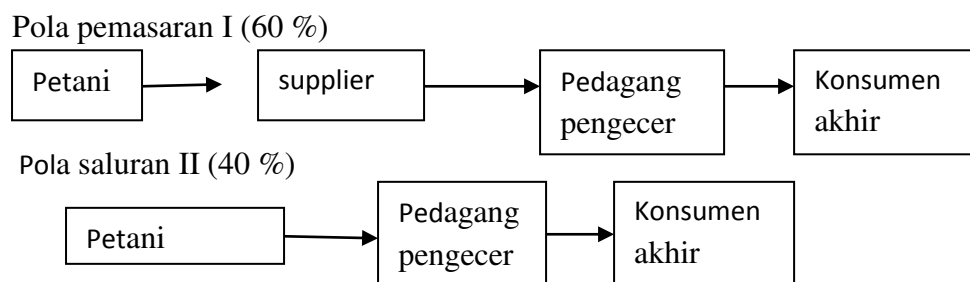 Pola pemasaran I (60 %)
Petani
supplier
Pedagang
pengecer
Konsumen
akhir
Pola saluran II (40 %)
Petani
Pedagang
pengecer
Konsumen
akhir